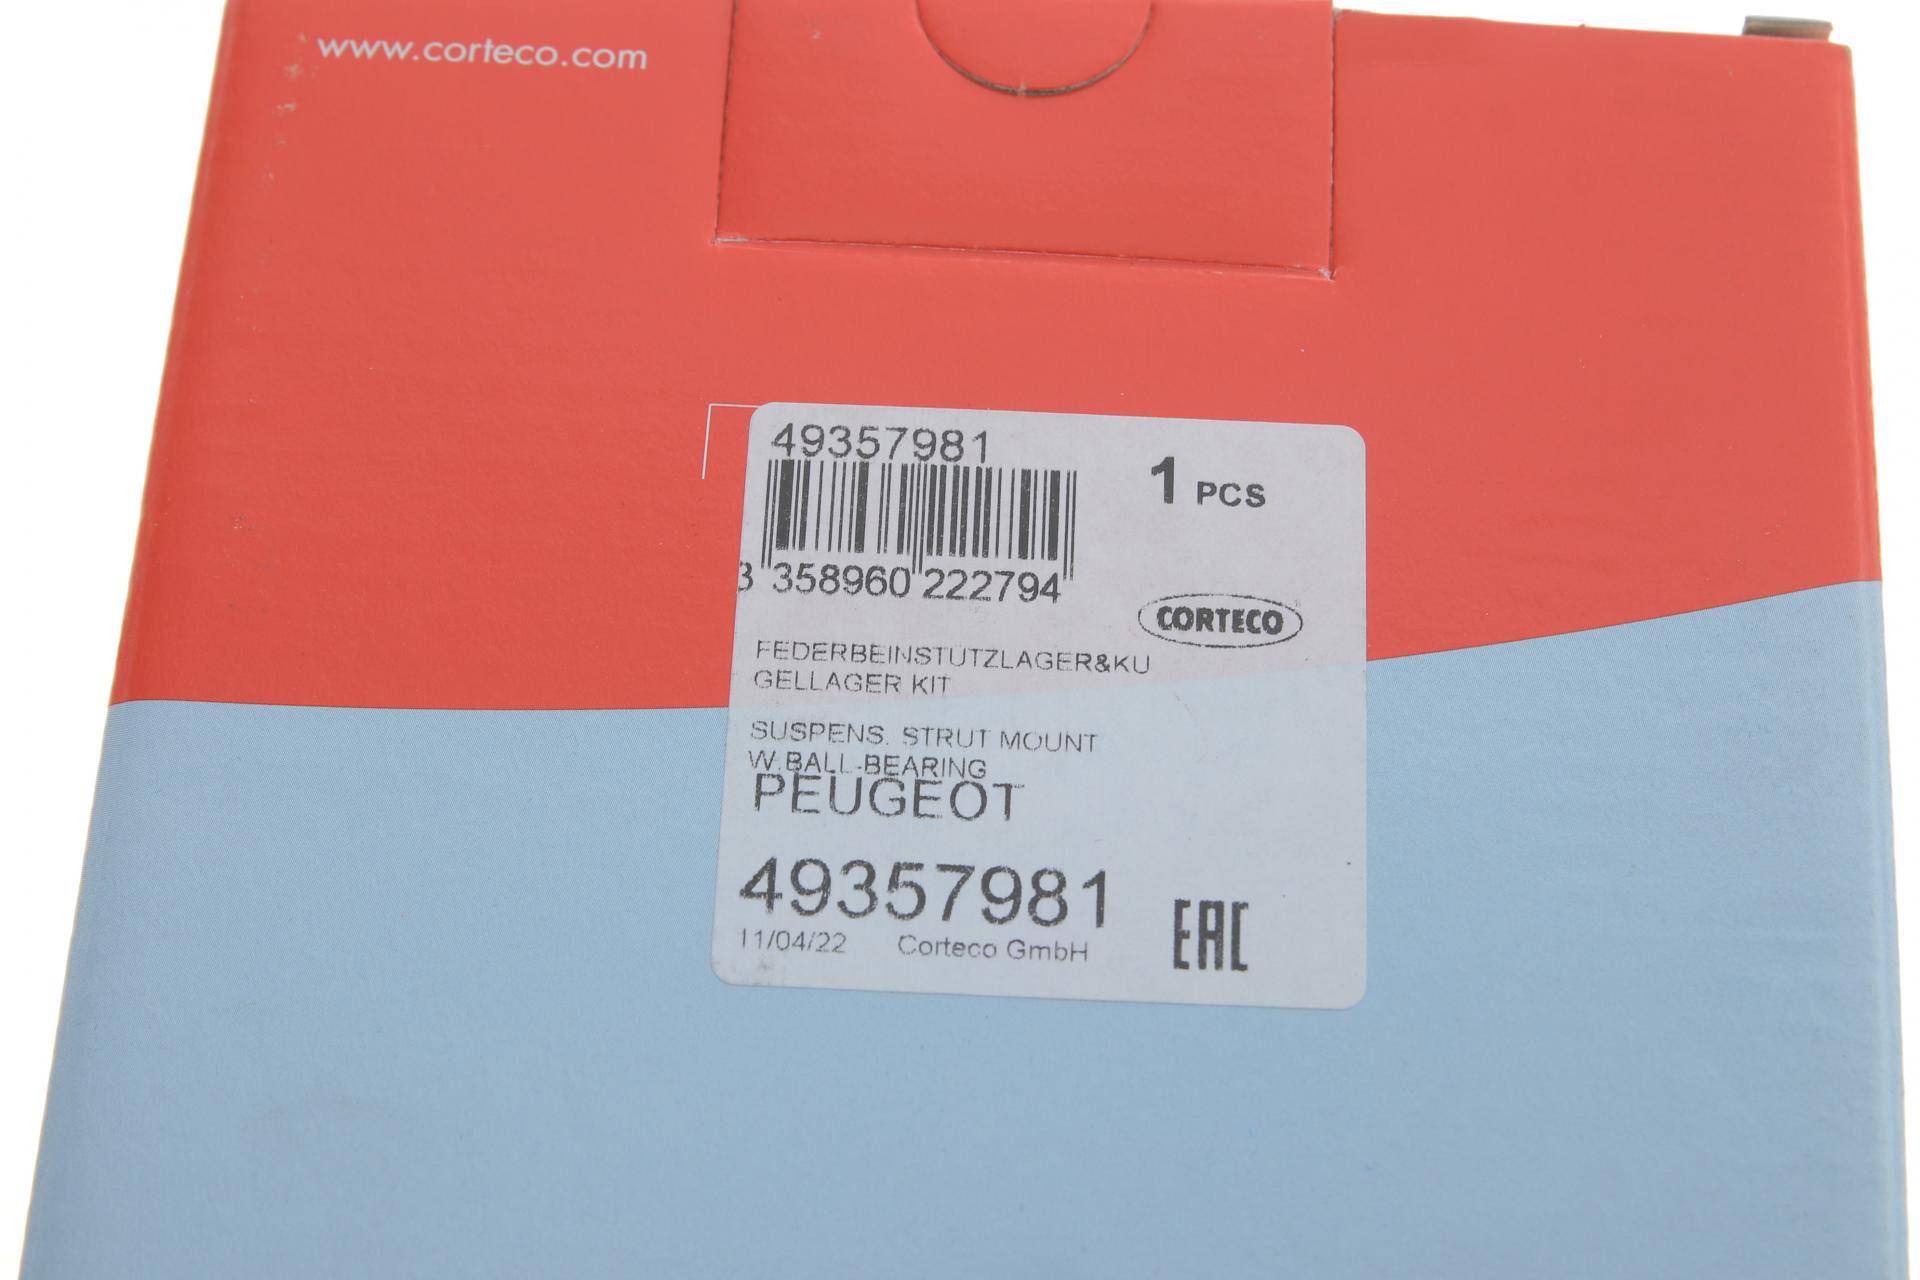 www.corteco.com
49357981
1 PCS
3 358960 222794
CORTECO
FEDERBEINSTUTZLAGER&KU
GELLAGER KIT
SUSPENS. STRUT MOUNT
W.BALL-BEARING
PEUGEOT
49357981
11/04/22 Corteco GmbH
EAC